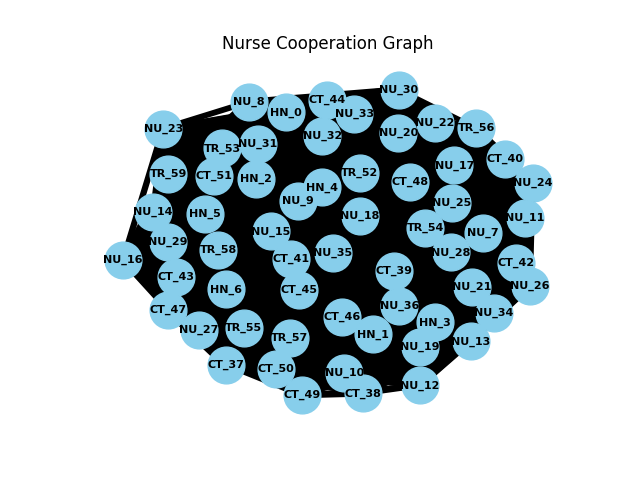 Nurse Cooperation Graph
NU_30
NU_8
CT_44
HN_0
NU_33
NU_22
TR_56
NU_23
NU_32
NU_20
NU_31
TR_53
CT_40
NU_17
TR_59
CT_51
HN_2
TR_52
CT_48
NU_24
HN_4
NU_9
NU_25
NU_14
HN_5
NU_18
NU_11
NU_15
TR_54
NU_7
NU_29
TR_58
NU_35
NU_28
NU_16
CT_41
CT_42
CT_39
CT_43
HN_6
CT_45
NU_21
NU_26
NU_36
CT_47
NU_34
CT_46
HN_3
NU_27
TR_55
HN_1
TR_57
NU_13
NU_19
CT_37
CT_50
NU_10
NU_12
CT_49
CT_38